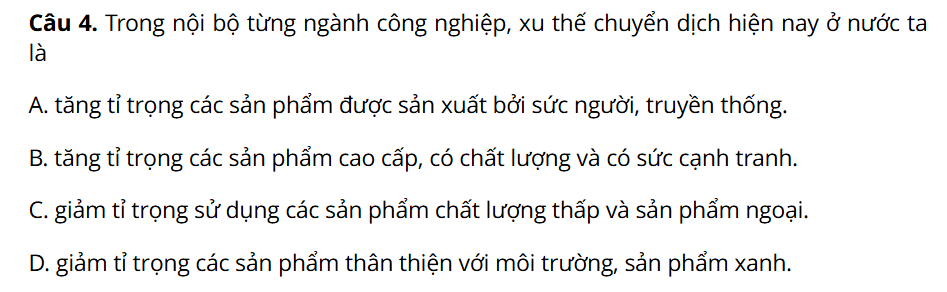 Câu 4. Trong nội bộ từng ngành công nghiệp, xu thế chuyển dịch hiện nay ở nước ta
là
A. tăng tỉ trọng các sản phẩm được sản xuất bởi sức người, truyền thống.
B. tăng tỉ trọng các sản phẩm cao cấp, có chất lượng và có sức cạnh tranh.
C. giảm tỉ trọng sử dụng các sản phẩm chất lượng thấp và sản phẩm ngoại.
D. giảm tỉ trọng các sản phẩm thân thiện với môi trường, sản phẩm xanh.